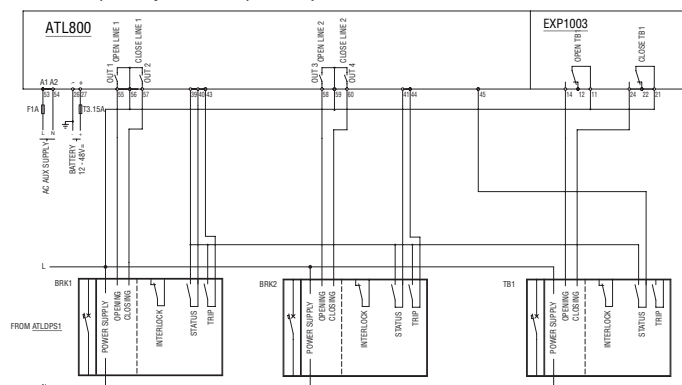 ATL800
EXP1003
OUT 1
OPEN LINE 1
CLOSE LINE 1
OUT 2
OUT 3
OPEN LINE 2
CLOSE LINE 2
OUT 4
OPEN TB1
CLOSE TB1
A1 A2 - +
53 54 26 27 55 56 57 39 40 43 58 59 60 41 44 45 14 12 11 24 22 21
F1A
T3.15A
L N - +
AC AUX SUPPLY
BATTERY
12 - 48V=
L
BRK1
BRK2
TB1
FROM ATLDPS1
POWER SUPPLY
OPENING
CLOSING
INTERLOCK
STATUS
TRIP
POWER SUPPLY
OPENING
CLOSING
INTERLOCK
STATUS
TRIP
POWER SUPPLY
OPENING
CLOSING
INTERLOCK
STATUS
TRIP